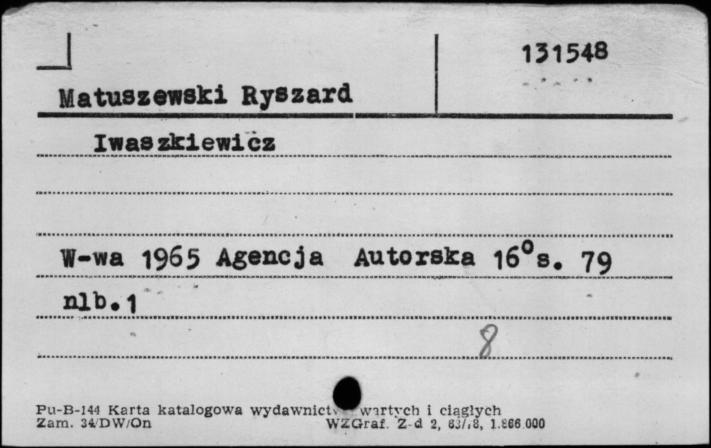 131548
Matuszewski Ryszard
Iwaszkiewicz
W-wa 1965 Agencja Autorska 16° s. 79
nlb. 1
8
Pu-B-144 Karta katalogowa wydawnictw zwartych i ciągłych
Zam. 34/DW/On WZGraf. Z-d 2, 1.866.000